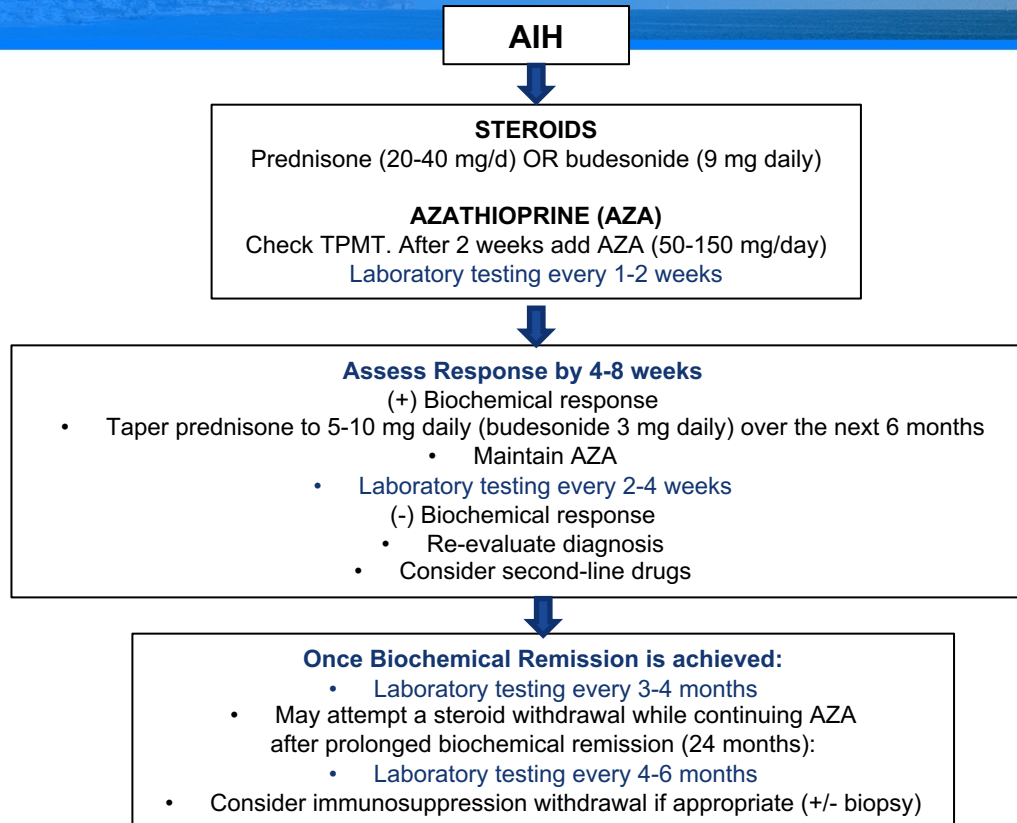 AIH
STEROIDS
Prednisone (20-40 mg/d) OR budesonide (9 mg daily)
AZATHIOPRINE (AZA)
Check TPMT. After 2 weeks add AZA (50-150 mg/day)
Laboratory testing every 1-2 weeks
Assess Response by 4-8 weeks
(+) Biochemical response
• Taper prednisone to 5-10 mg daily (budesonide 3 mg daily) over the next 6 months
• Maintain AZA
• Laboratory testing every 2-4 weeks
(-) Biochemical response
• Re-evaluate diagnosis
• Consider second-line drugs
Once Biochemical Remission is achieved:
• Laboratory testing every 3-4 months
• May attempt a steroid withdrawal while continuing AZA
after prolonged biochemical remission (24 months):
• Laboratory testing every 4-6 months
• Consider immunosuppression withdrawal if appropriate (+/- biopsy)